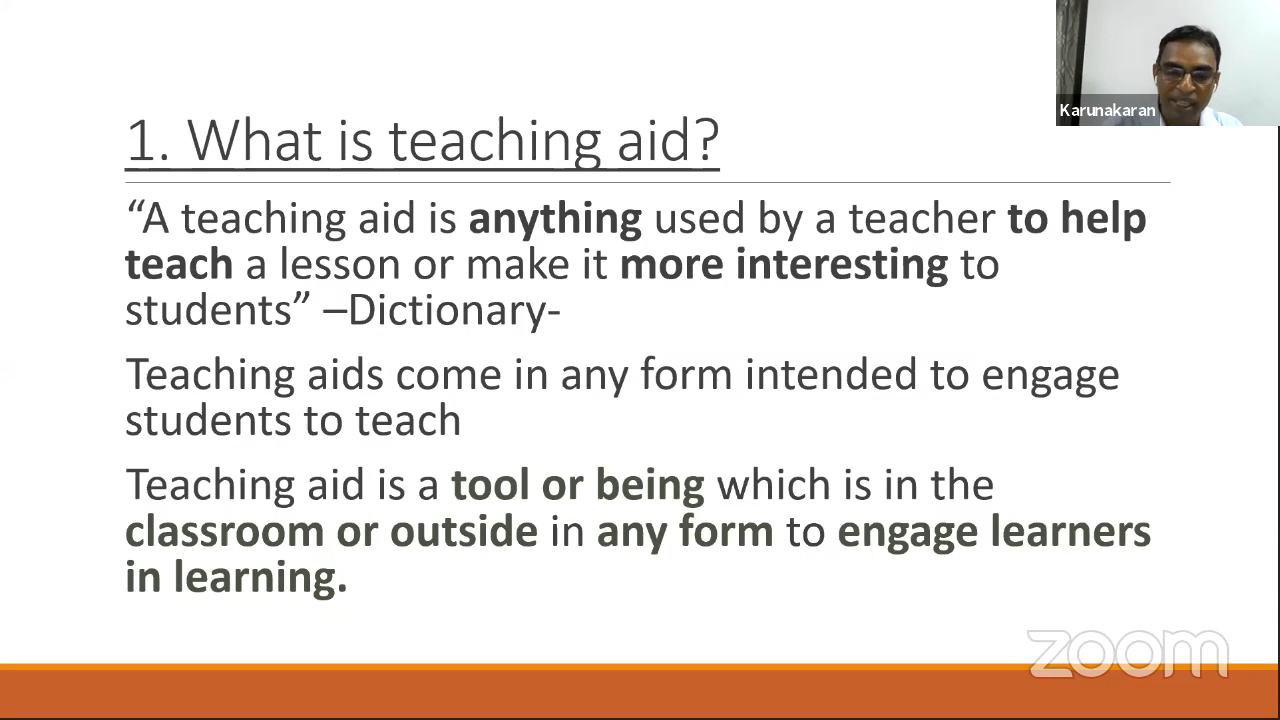 Karunakaran
1. What is teaching aid?
“A teaching aid is anything used by a teacher to help
teach a lesson or make it more interesting to
students” –Dictionary-
Teaching aids come in any form intended to engage
students to teach
Teaching aid is a tool or being which is in the
classroom or outside in any form to engage learners
in learning.
zoom